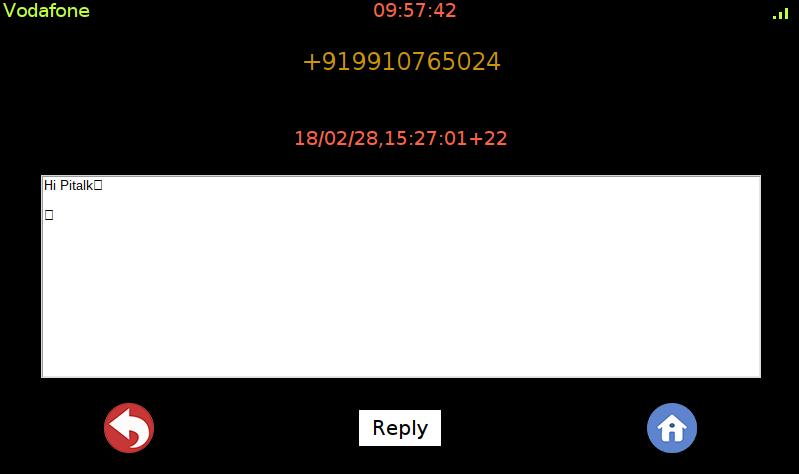 Vodafone 09:57:42
+919910765024
18/02/28,15:27:01+22
Hi Pitalk
Reply